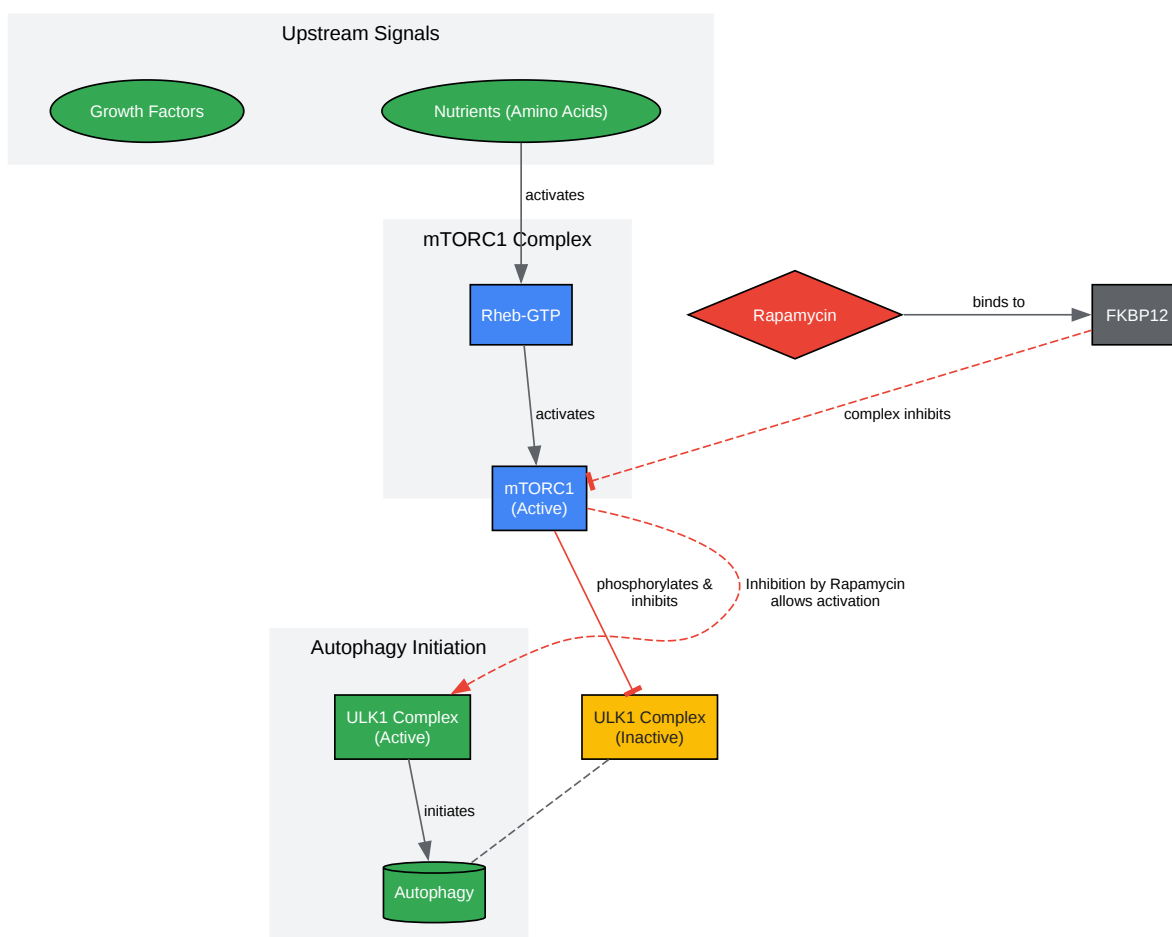 Upstream Signals
Growth Factors
Nutrients (Amino Acids)
activates
mTORC1 Complex
Rheb-GTP
Rapamycin
binds to
FKBP12
activates
complex inhibits
mTORC1
(Active)
phosphorylates &
inhibits
Inhibition by Rapamycin
allows activation
Autophagy Initiation
ULK1 Complex
(Active)
ULK1 Complex
(Inactive)
initiates
Autophagy